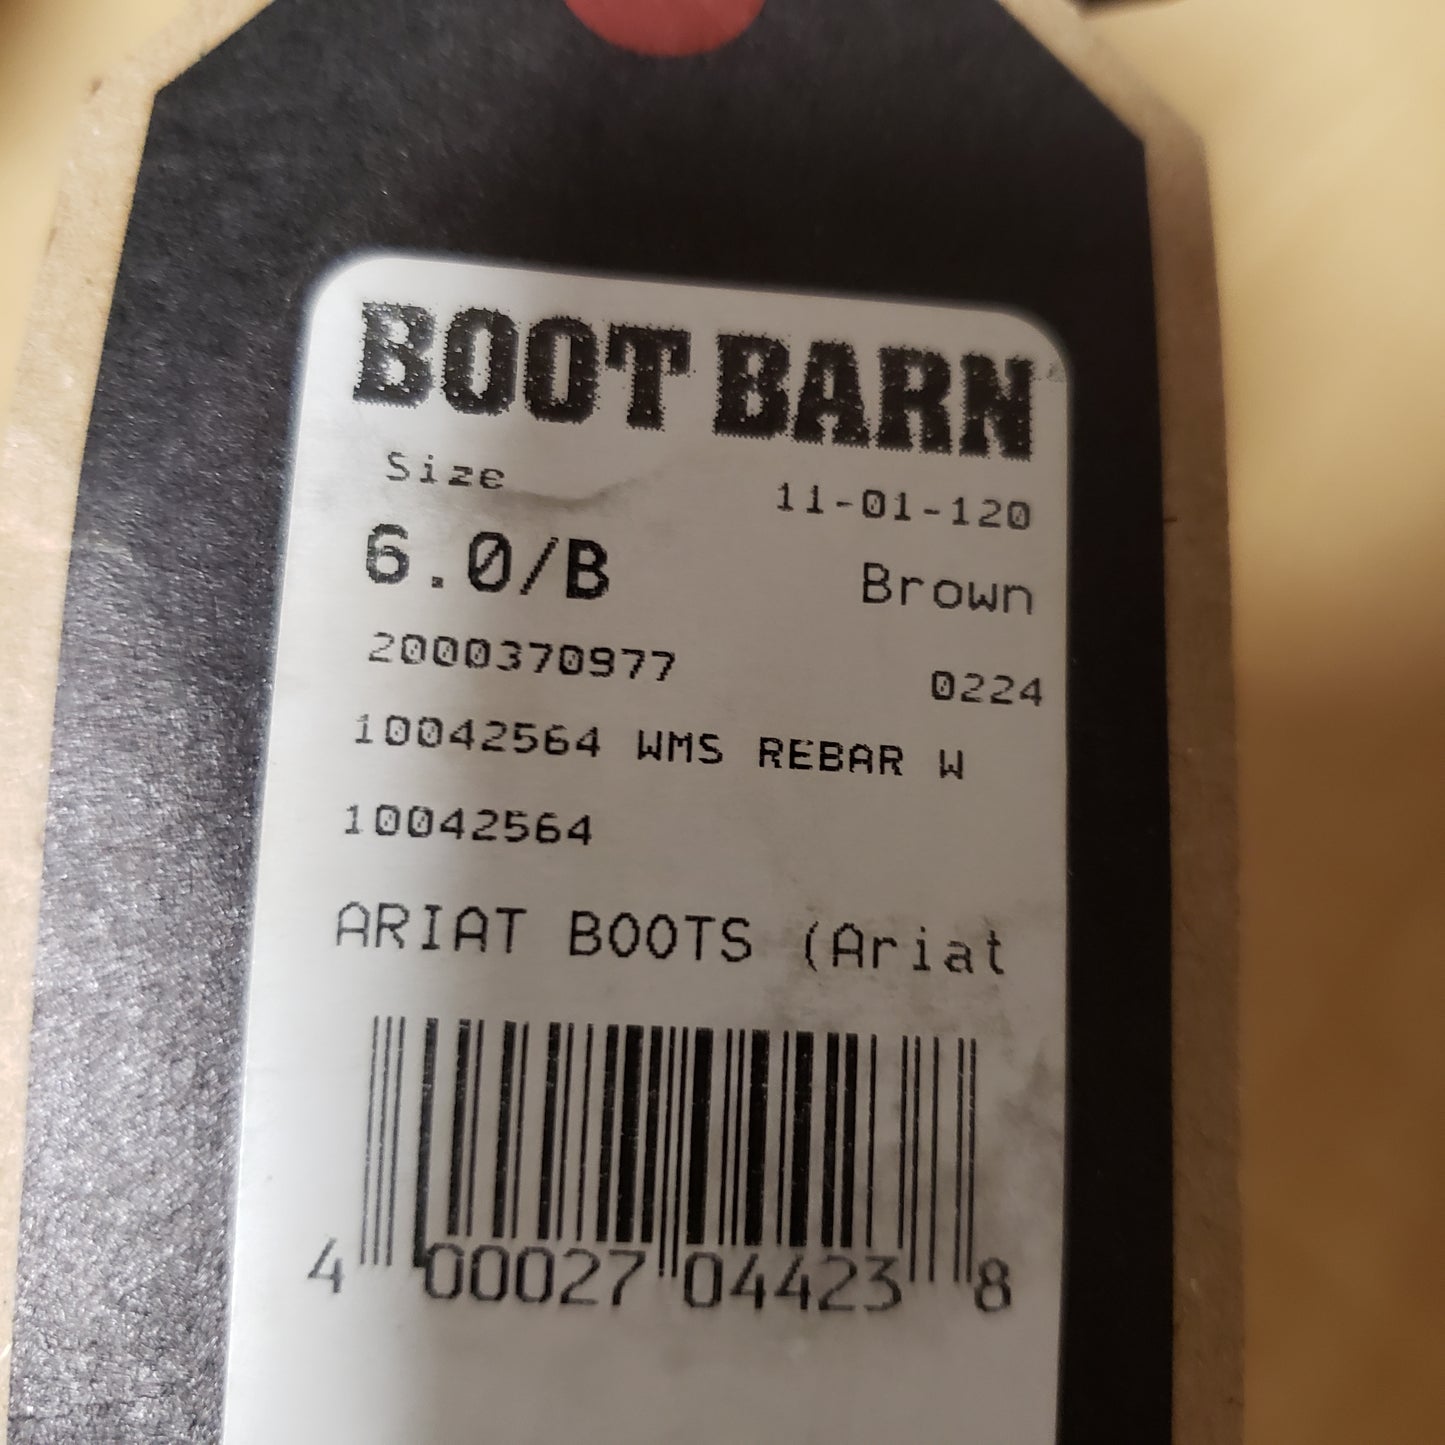 BOOT BARN
Size 11-01-120
6.0/B Brown
2000370977 0224
10042564 WMS REBAR W
10042564
ARIAT BOOTS (Ariat
4 00027 04423 8